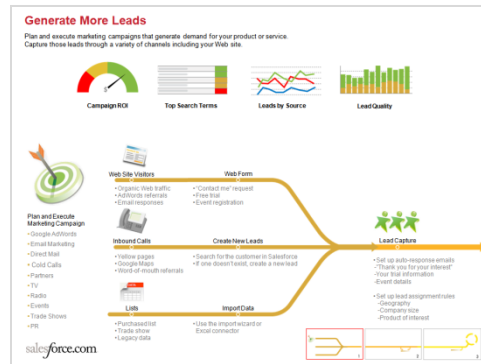 Generate More Leads
Plan and execute marketing campaigns that generate demand for your product or service.
Capture those leads through a variety of channels including your Web site.
Campaign ROI
Top Search Terms
Leads by Source
Lead Quality
Plan and Execute
Marketing Campaign
Google AdWords
Email Marketing
Direct Mail
Cold Calls
Partners
TV
Radio
Events
Trade Shows
PR
Web Site Visitors
Organic Web traffic
AdWords referrals
Email responses
Web Form
"Contact me" request
Free trial
Event registration
Inbound Calls
Yellow pages
Google Maps
Word-of-mouth referrals
Create New Leads
Search for the customer in Salesforce
If one doesn't exist, create a new lead
Lists
Purchased list
Trade show
Legacy data
Import Data
Use the import wizard or
Excel connector
Lead Capture
Set up auto-response emails
-"Thank you for your interest"
-Your trial information
-Event details
Set up lead assignment rules
-Geography
-Company size
-Product of interest
salesforce.com
1
2
3